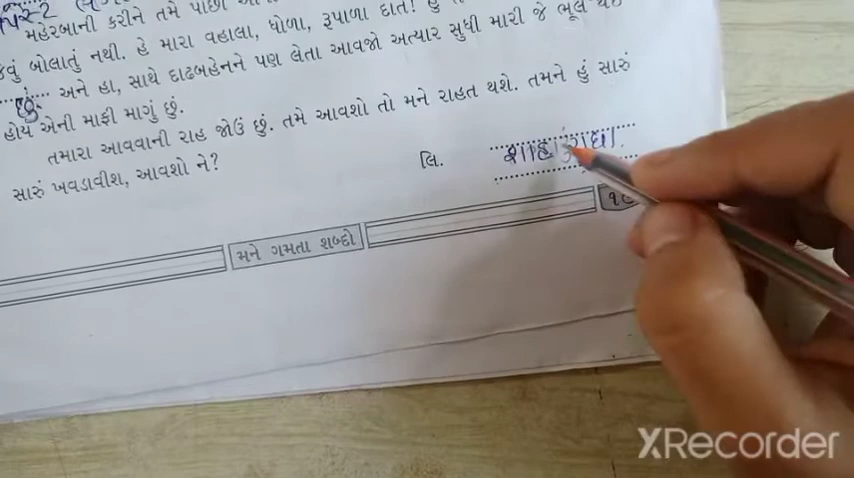 મહેરબાની કરીને તમે પાછા
બોલાતું નથી. હે મારા વહાલા, ધોળા, રૂપાળા દાંત! હું
છું અને હા, સાથે દાઢબહેનને પણ લેતા આવજો અત્યાર સુધી મારી જે ભૂલ થઈ
હોય એની માફી માગું છું.
તમારા આવવાની રાહ જોઉં છું. તમે આવશો તો મને રાહત થશે. તમને હું સારું
સારું ખવડાવીશ, આવશો ને?
લિ. શાહ
મને ગમતા શબ્દો
XRecorder